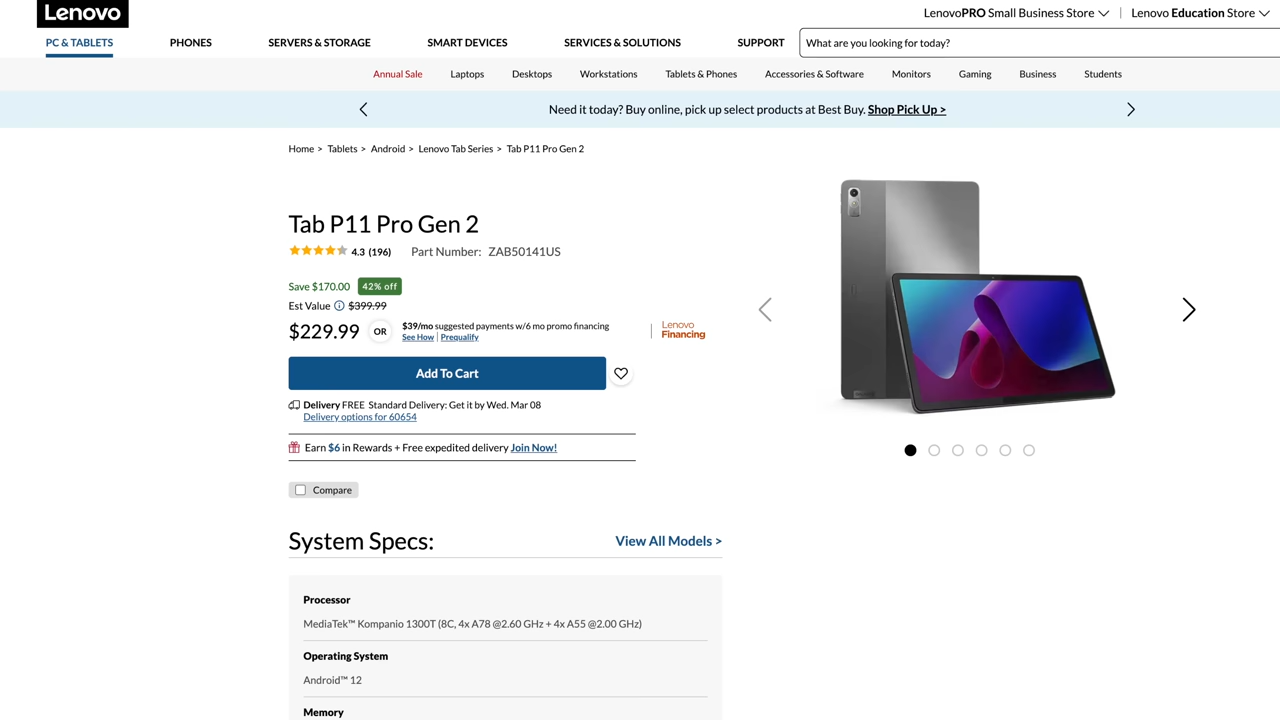 Lenovo
LenovoPRO Small Business Store
Lenovo Education Store
PC & TABLETS
PHONES
SERVERS & STORAGE
SMART DEVICES
SERVICES & SOLUTIONS
SUPPORT
What are you looking for today?
Annual Sale
Laptops
Desktops
Workstations
Tablets & Phones
Accessories & Software
Monitors
Gaming
Business
Students
Need it today? Buy online, pick up select products at Best Buy. Shop Pick Up >
Home > Tablets > Android > Lenovo Tab Series > Tab P11 Pro Gen 2
Tab P11 Pro Gen 2
4.3 (196) Part Number: ZAB50141US
Save $170.00 42% off
Est Value $399.99
$229.99 OR
$39/mo suggested payments w/6 mo promo financing
See How | Prequalify
Lenovo
Financing
Add To Cart
Delivery FREE Standard Delivery: Get it by Wed. Mar 08
Delivery options for 60654
Earn $6 in Rewards + Free expedited delivery Join Now!
Compare
System Specs:
View All Models >
Processor
MediaTek™ Kompanio 1300T (8C, 4x A78 @2.60 GHz + 4x A55 @2.00 GHz)
Operating System
Android™ 12
Memory